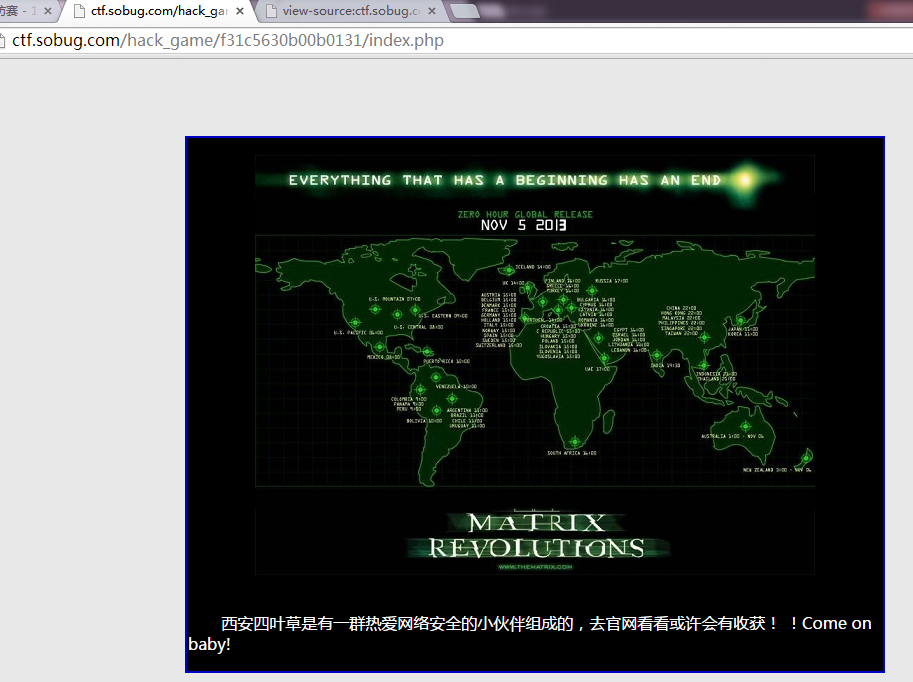 ctf.sobug.com/hack_ga
view-source:ctf.sobug.c
ctf.sobug.com/hack_game/f31c5630b00b0131/index.php
EVERYTHING THAT HAS A BEGINNING HAS AN END
ZERO HOUR GLOBAL RELEASE
NOV 5 2013
ICELAND 14:00
UK 14:00
FINLAND 16:00
GREECE 16:00
TURKEY 16:00
RUSSIA 17:00
AUSTRIA 15:00
BELGIUM 15:00
DENMARK 15:00
FRANCE 15:00
GERMANY 15:00
HOLLAND 15:00
ITALY 15:00
NORWAY 15:00
SPAIN 15:00
SWEDEN 15:00
SWITZERLAND 15:00
BULGARIA 16:00
CYPRUS 16:00
ESTONIA 16:00
LATVIA 16:00
ROMANIA 16:00
UKRAINE 16:00
PORTUGAL 14:00
CROATIA 15:00
C REPUBLIC 15:00
HUNGARY 15:00
POLAND 15:00
SLOVAKIA 15:00
SLOVENIA 15:00
YUGOSLAVIA 15:00
EGYPT 16:00
ISRAEL 16:00
JORDAN 16:00
LITHUANIA 16:00
LEBANON 16:00
U.S. MOUNTAIN 07:00
U.S. EASTERN 09:00
U.S. CENTRAL 08:00
U.S. PACIFIC 06:00
MEXICO 08:00
PUERTO RICO 10:00
CHINA 22:00
HONG KONG 22:00
MALAYSIA 22:00
PHILIPPINES 22:00
SINGAPORE 22:00
TAIWAN 22:00
JAPAN 23:00
KOREA 23:00
UAE 17:00
INDIA 19:30
INDONESIA 21:00
THAILAND 21:00
VENEZUELA 10:00
COLOMBIA 9:00
PANAMA 9:00
PERU 9:00
BOLIVIA 10:00
ARGENTINA 11:00
BRAZIL 11:00
CHILE 11:00
URUGUAY 11:00
SOUTH AFRICA 16:00
AUSTRALIA 1:00 - NOV 06
NEW ZEALAND 3:00 - NOV 06
MATRIX
REVOLUTIONS
WWW.THEMATRIX.COM
西安四叶草是有一群热爱网络安全的小伙伴组成的，去官网看看或许会有收获！ ！Come on
baby!